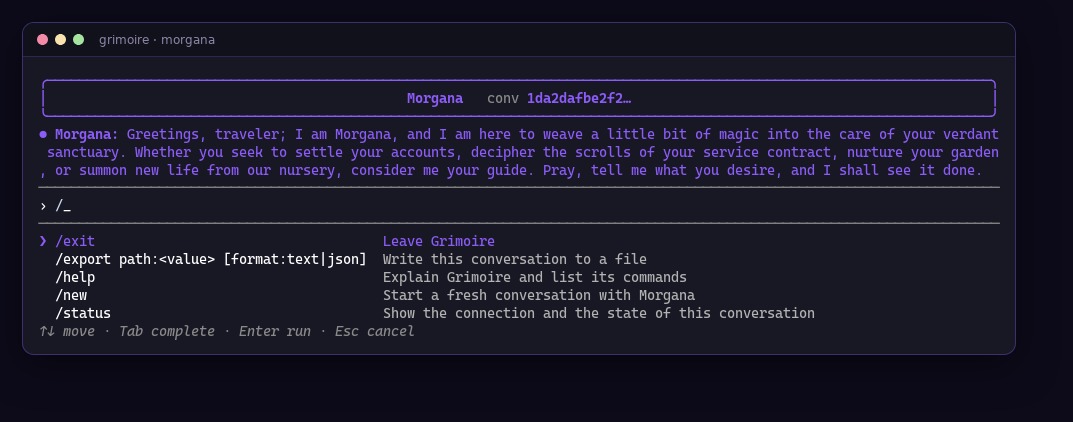 grimoire · morgana
Morgana   conv 1da2dafbe2f2…
● Morgana: Greetings, traveler; I am Morgana, and I am here to weave a little bit of magic into the care of your verdant
sanctuary. Whether you seek to settle your accounts, decipher the scrolls of your service contract, nurture your garden
, or summon new life from our nursery, consider me your guide. Pray, tell me what you desire, and I shall see it done.
› /_
❯ /exit   Leave Grimoire
/export path:<value> [format:text|json]   Write this conversation to a file
/help   Explain Grimoire and list its commands
/new   Start a fresh conversation with Morgana
/status   Show the connection and the state of this conversation
↑↓ move · Tab complete · Enter run · Esc cancel